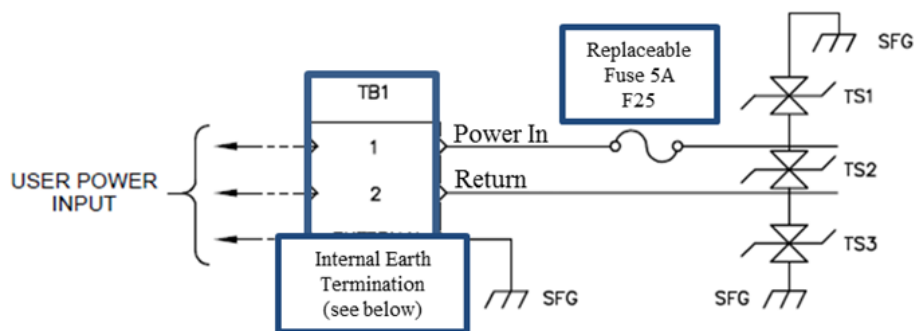 Replaceable
Fuse 5A
F25
SFG
TS1
TB1
Power In
1
TS2
USER POWER
INPUT
Return
2
TS3
Internal Earth
Termination
(see below)
SFG
SFG